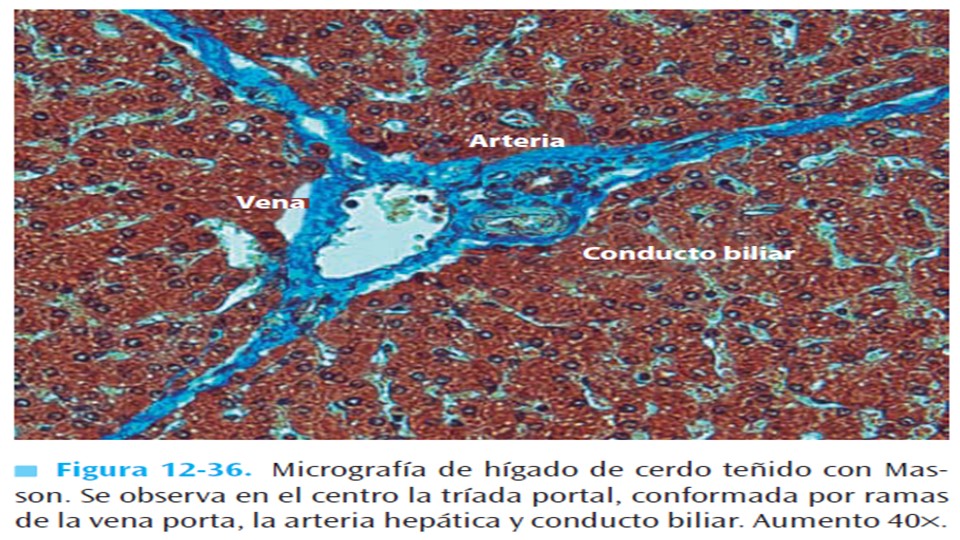 Arteria
Vena
Conducto biliar
Figura 12-36. Micrografía de hígado de cerdo teñido con Mas-
son. Se observa en el centro la tríada portal, conformada por ramas
de la vena porta, la arteria hepática y conducto biliar. Aumento 40×.